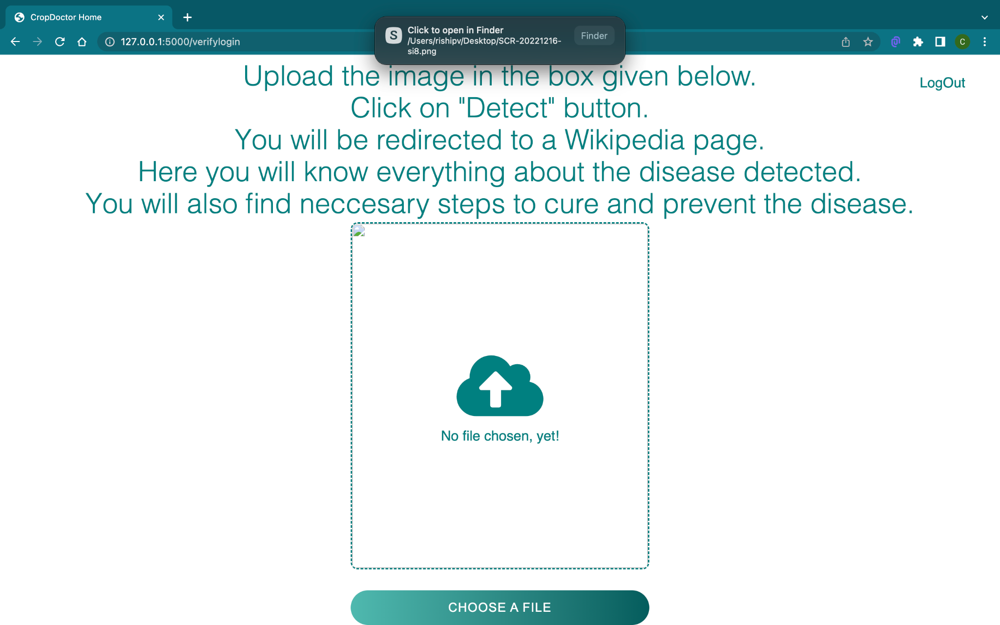 CropDoctor Home
127.0.0.1:5000/verifylogin
S
Click to open in Finder
/Users/rishipv/Desktop/SCR-20221216-
si8.png
Finder
C
Upload the image in the box given below.
LogOut
Click on "Detect" button.
You will be redirected to a Wikipedia page.
Here you will know everything about the disease detected.
You will also find neccesary steps to cure and prevent the disease.
No file chosen, yet!
CHOOSE A FILE